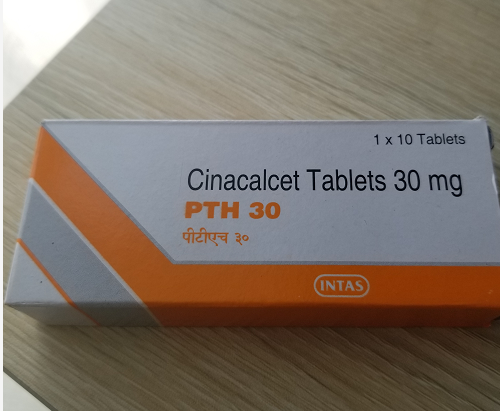 1 x 10 Tablets
Cinacalcet Tablets 30 mg
PTH 30
पीटीएच ३०
INTAS